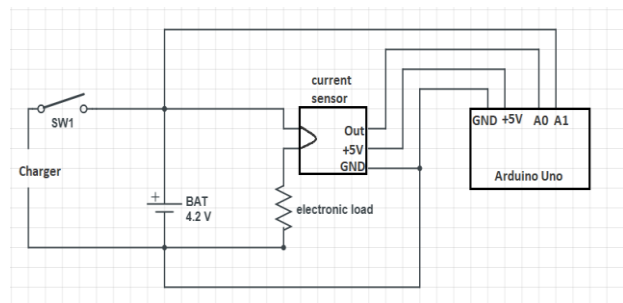 current
sensor
SW1
Out
+5V
GND
GND +5V A0 A1
Arduino Uno
Charger
+
BAT
4.2 V
electronic load